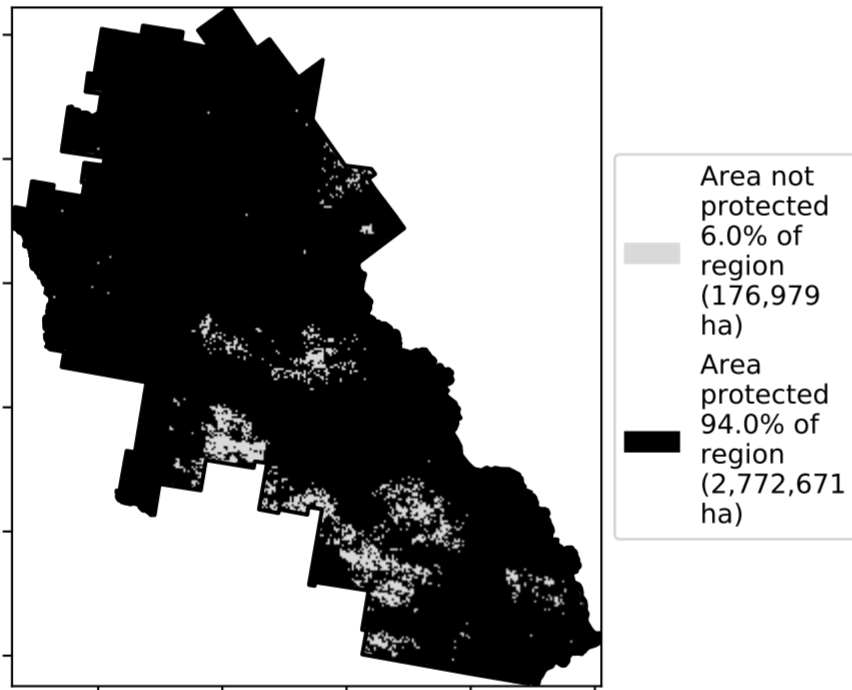 Area not
protected
6.0% of
region
(176,979
ha)
Area
protected
94.0% of
region
(2,772,671
ha)